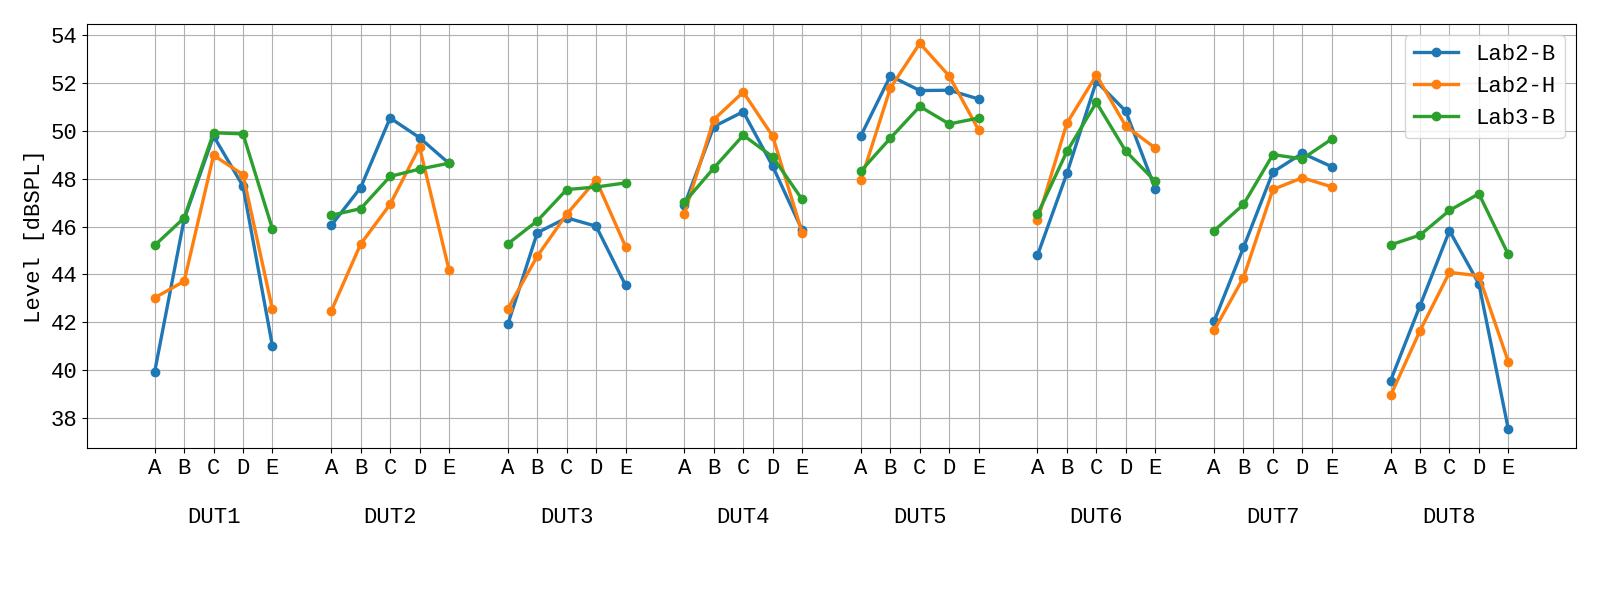 54
52
50
48
46
44
42
40
38
Level [dBSPL]
Lab2-B
Lab2-H
Lab3-B
A B C D E A B C D E A B C D E A B C D E A B C D E A B C D E A B C D E A B C D E
DUT1 DUT2 DUT3 DUT4 DUT5 DUT6 DUT7 DUT8